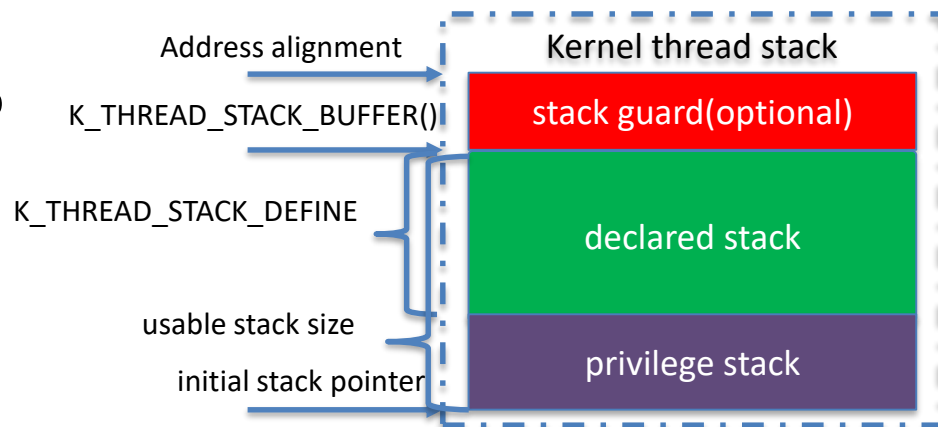 Address alignment
Kernel thread stack
stack guard(optional)
K_THREAD_STACK_BUFFER()
K_THREAD_STACK_DEFINE
declared stack
usable stack size
privilege stack
initial stack pointer